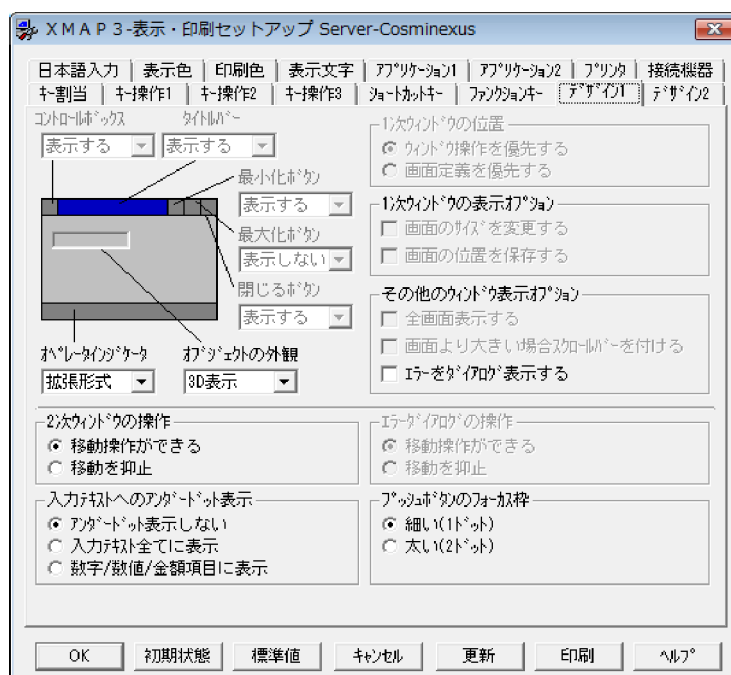 XMAP3-表示・印刷セットアップ Server-Cosminexus
日本語入力 表示色 印刷色 表示文字 ｱﾌﾟﾘｹｰｼｮﾝ1 ｱﾌﾟﾘｹｰｼｮﾝ2 ﾌﾟﾘﾝﾀ 接続機器
ｷｰ割当 ｷｰ操作1 ｷｰ操作2 ｷｰ操作3 ｼｮｰﾄｶｯﾄｷｰ ﾌｧﾝｸｼｮﾝｷｰ ﾃﾞｻﾞｲﾝ1 ﾃﾞｻﾞｲﾝ2
ｺﾝﾄﾛｰﾙﾎﾞｯｸｽ ﾀｲﾄﾙﾊﾞｰ
表示する 表示する
最小化ﾎﾞﾀﾝ
表示する
最大化ﾎﾞﾀﾝ
表示しない
閉じるﾎﾞﾀﾝ
表示する
ｵﾍﾟﾚｰﾀｲﾝｼﾞｹｰﾀ ｵﾌﾞｼﾞｪｸﾄの外観
拡張形式 3D表示
1次ｳｨﾝﾄﾞｳの位置
ｳｨﾝﾄﾞｳ操作を優先する
画面定義を優先する
1次ｳｨﾝﾄﾞｳの表示ｵﾌﾟｼｮﾝ
画面のｻｲｽﾞを変更する
画面の位置を保存する
その他のｳｨﾝﾄﾞｳ表示ｵﾌﾟｼｮﾝ
全画面表示する
画面より大きい場合ｽｸﾛｰﾙﾊﾞｰを付ける
ｴﾗｰをﾀﾞｲｱﾛｸﾞ表示する
2次ｳｨﾝﾄﾞｳの操作
移動操作ができる
移動を抑止
ｴﾗｰﾀﾞｲｱﾛｸﾞの操作
移動操作ができる
移動を抑止
入力ﾃｷｽﾄへのｱﾝﾀﾞｰﾄﾞｯﾄ表示
ｱﾝﾀﾞｰﾄﾞｯﾄ表示しない
入力ﾃｷｽﾄ全てに表示
数字/数値/金額項目に表示
ﾌﾟｯｼｭﾎﾞﾀﾝのﾌｫｰｶｽ枠
細い(1ﾄﾞｯﾄ)
太い(2ﾄﾞｯﾄ)
OK 初期状態 標準値 ｷｬﾝｾﾙ 更新 印刷 ﾍﾙﾌﾟ